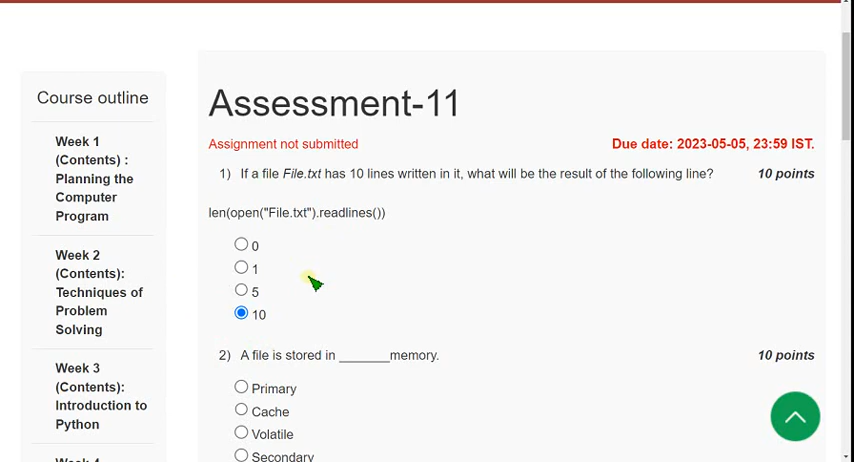 Course outline
Week 1
(Contents) :
Planning the
Computer
Program
Week 2
(Contents):
Techniques of
Problem
Solving
Week 3
(Contents):
Introduction to
Python
Assessment-11
Assignment not submitted
Due date: 2023-05-05, 23:59 IST.
1) If a file File.txt has 10 lines written in it, what will be the result of the following line? 10 points
len(open("File.txt").readlines())
0
1
5
10
2) A file is stored in _______memory. 10 points
Primary
Cache
Volatile
Secondary